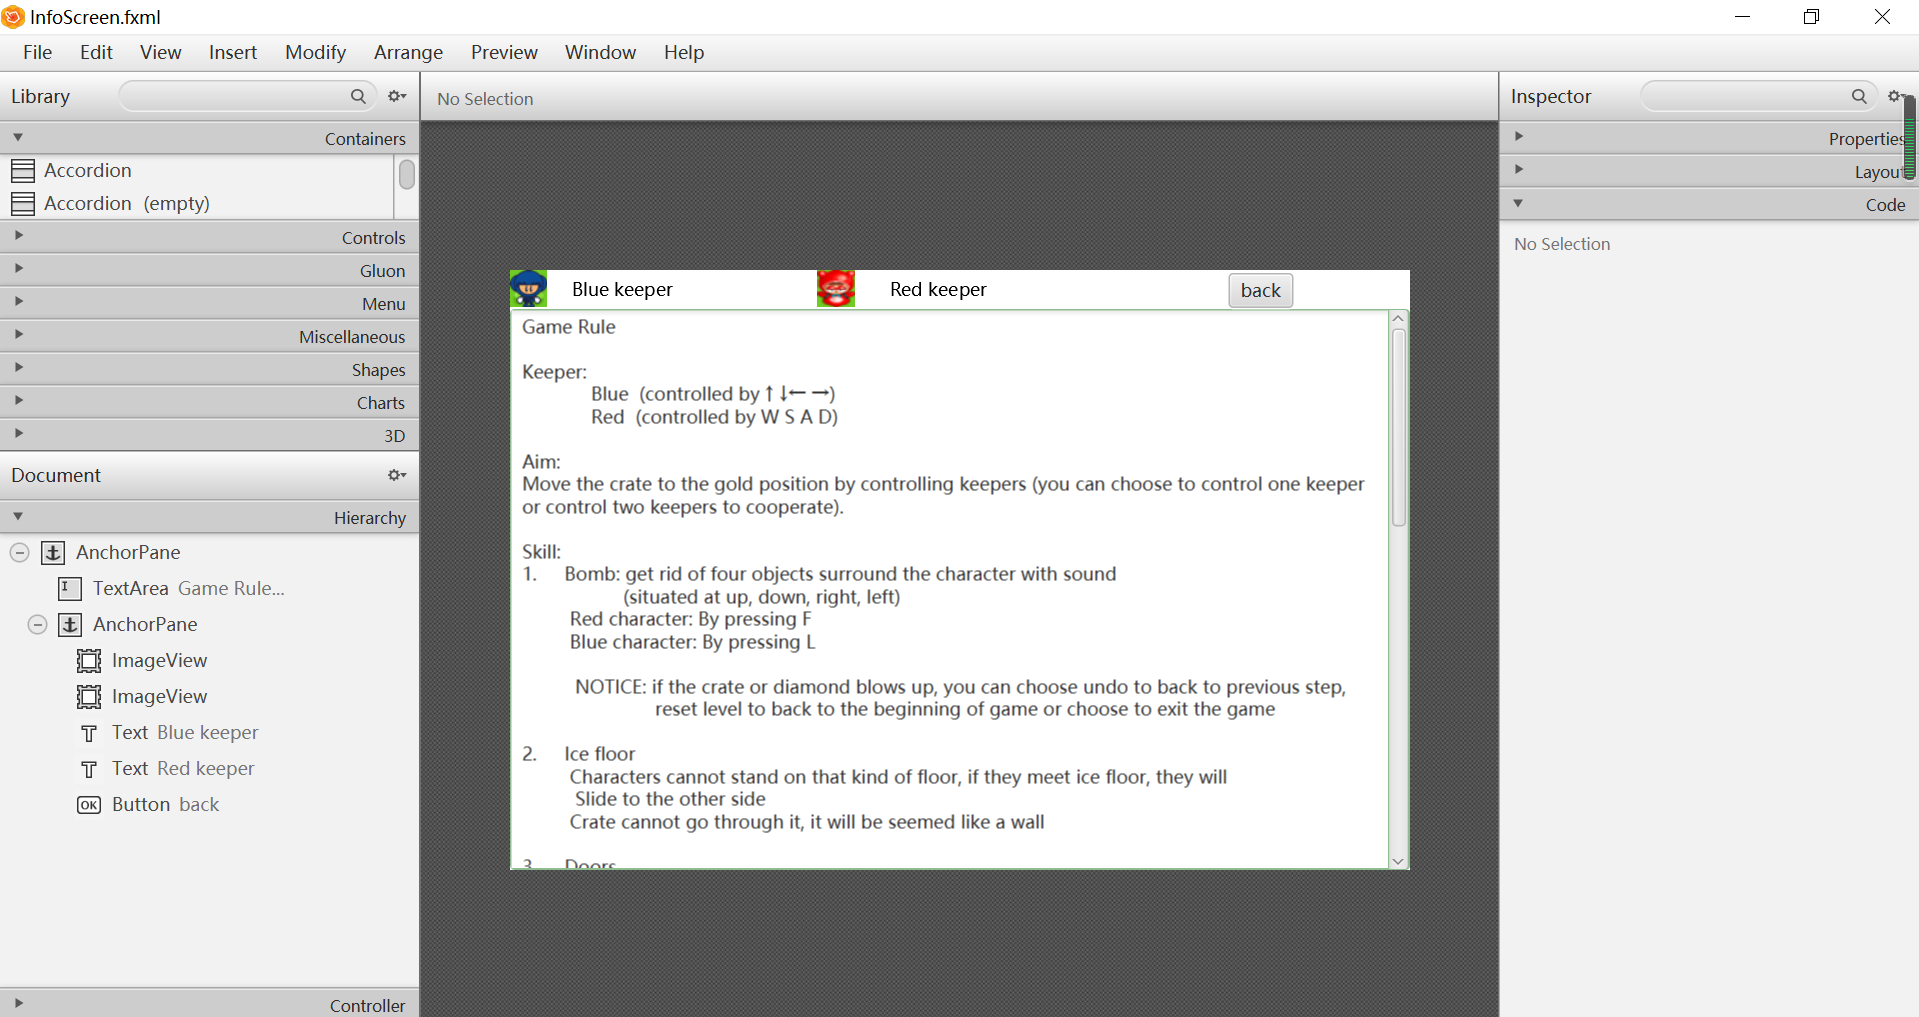 InfoScreen.fxml
File Edit View Insert Modify Arrange Preview Window Help
Library
Containers
Accordion
Accordion (empty)
Controls
Gluon
Menu
Miscellaneous
Shapes
Charts
3D
Document
Hierarchy
AnchorPane
TextArea Game Rule...
AnchorPane
ImageView
ImageView
Text Blue keeper
Text Red keeper
OK Button back
Controller
No Selection
Blue keeper Red keeper back
Game Rule
Keeper:
Blue (controlled by ↑ ↓← →)
Red (controlled by W S A D)
Aim:
Move the crate to the gold position by controlling keepers (you can choose to control one keeper
or control two keepers to cooperate).
Skill:
1. Bomb: get rid of four objects surround the character with sound
(situated at up, down, right, left)
Red character: By pressing F
Blue character: By pressing L
NOTICE: if the crate or diamond blows up, you can choose undo to back to previous step,
reset level to back to the beginning of game or choose to exit the game
2. Ice floor
Characters cannot stand on that kind of floor, if they meet ice floor, they will
Slide to the other side
Crate cannot go through it, it will be seemed like a wall
3. Doors
Inspector
Properties
Layout
Code
No Selection